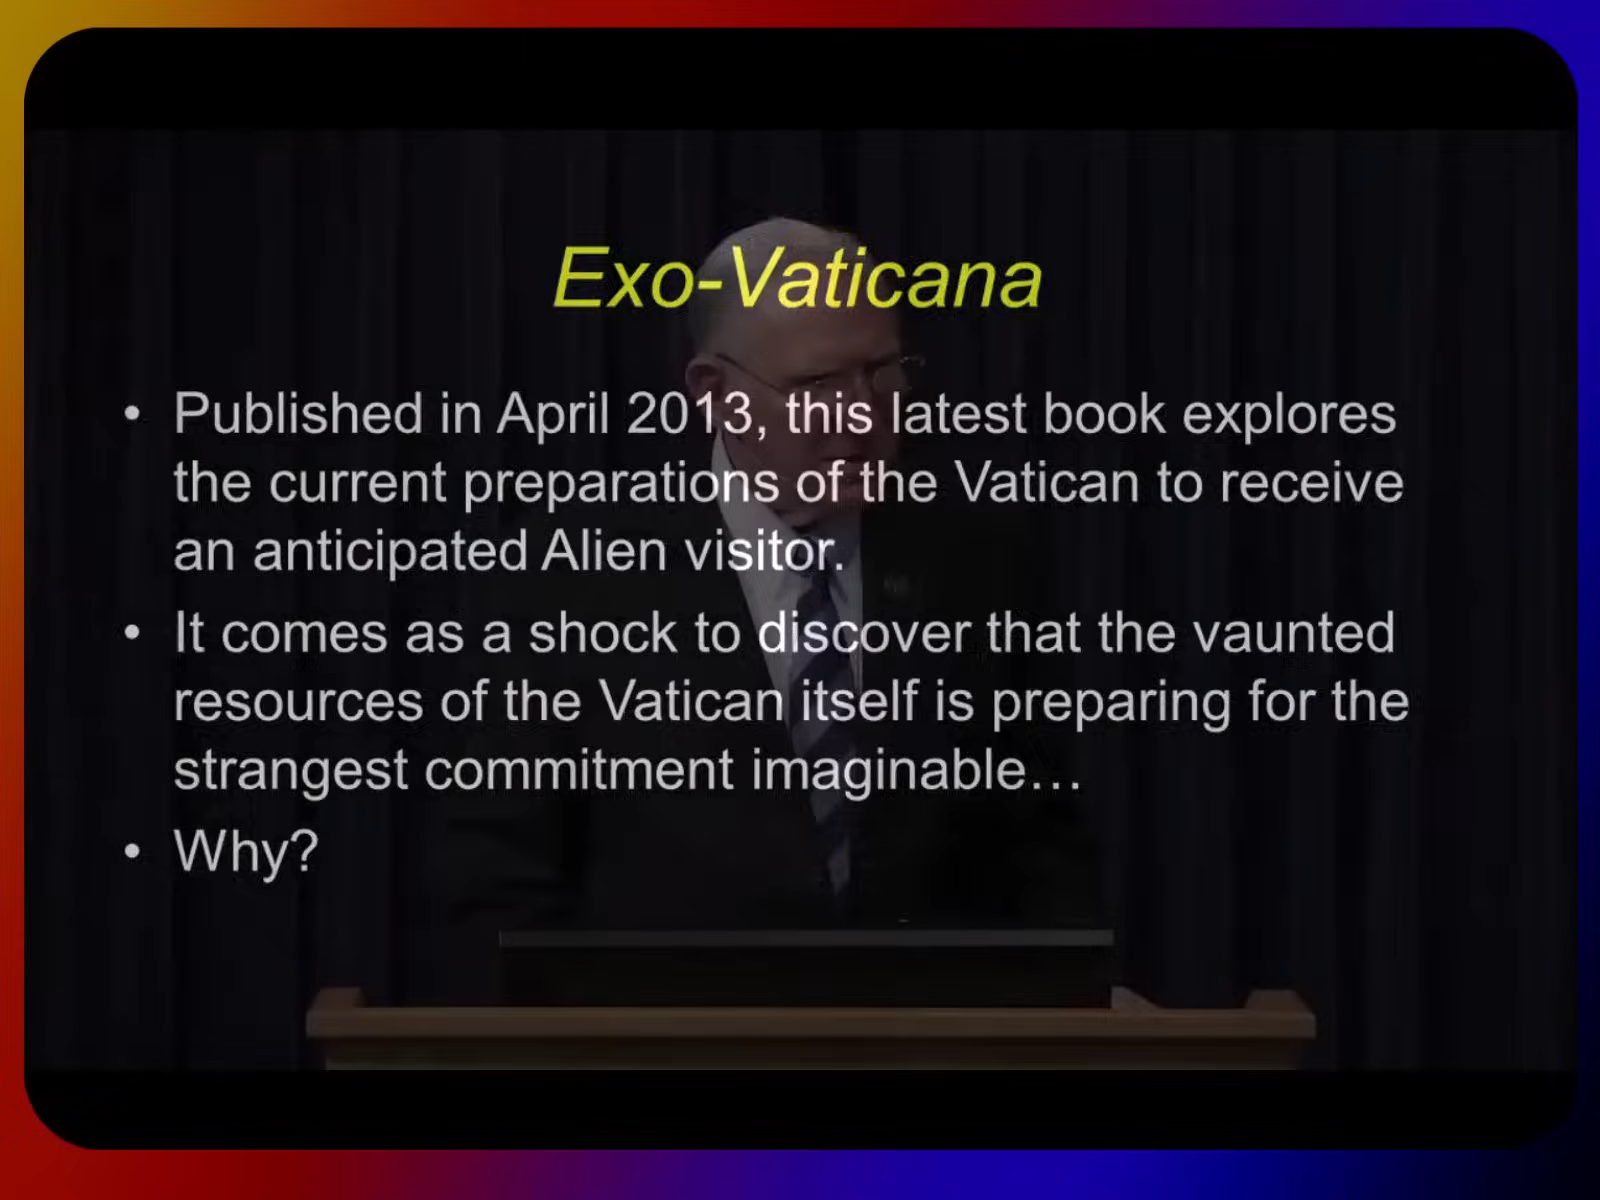 Exo-Vaticana
• Published in April 2013, this latest book explores
the current preparations of the Vatican to receive
an anticipated Alien visitor.
• It comes as a shock to discover that the vaunted
resources of the Vatican itself is preparing for the
strangest commitment imaginable…
• Why?